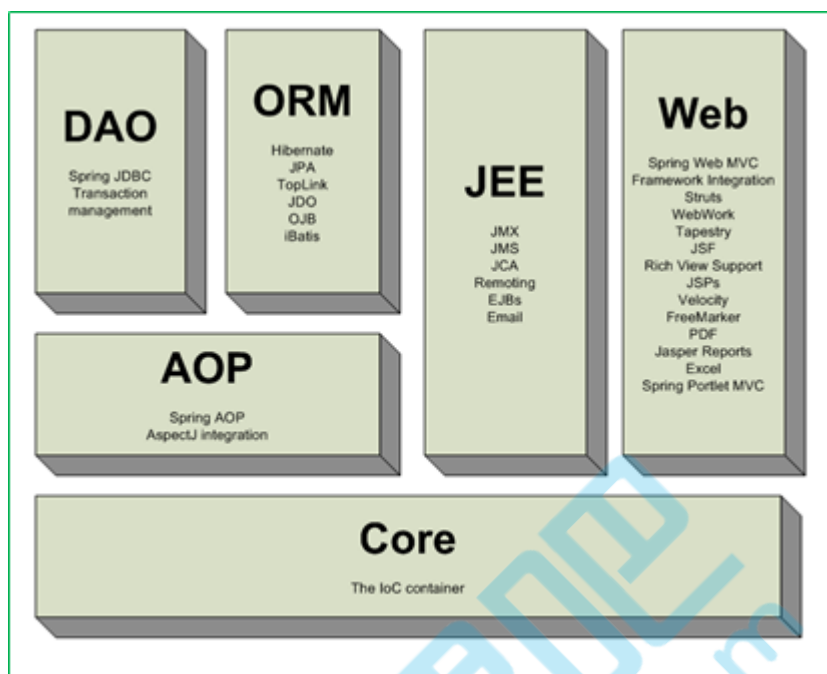 DAO
Spring JDBC
Transaction
management
ORM
Hibernate
JPA
TopLink
JDO
OJB
iBatis
JEE
JMX
JMS
JCA
Remoting
EJBs
Email
Web
Spring Web MVC
Framework Integration
Struts
WebWork
Tapestry
JSF
Rich View Support
JSPs
Velocity
FreeMarker
PDF
Jasper Reports
Excel
Spring Portlet MVC
AOP
Spring AOP
AspectJ integration
Core
The IoC container